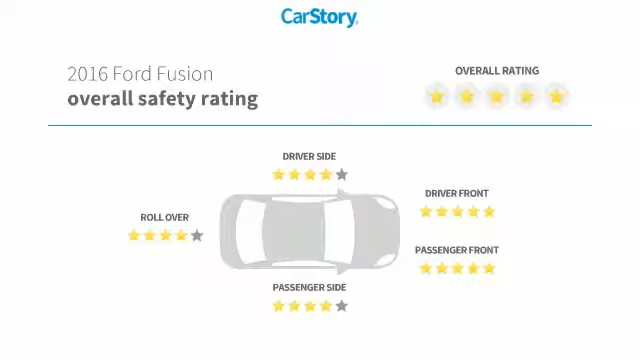 CarStory
2016 Ford Fusion
overall safety rating
OVERALL RATING
DRIVER SIDE
DRIVER FRONT
ROLL OVER
PASSENGER FRONT
PASSENGER SIDE